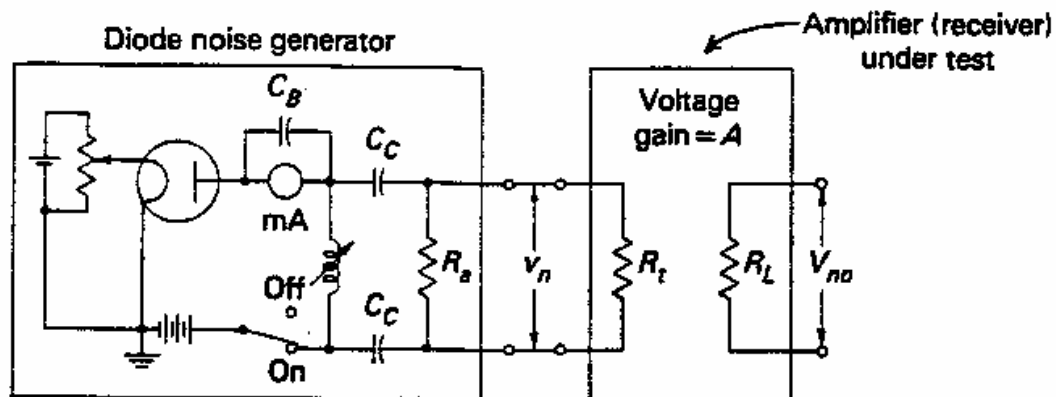 Diode noise generator
Amplifier (receiver)
under test
Voltage
gain = A
C_B
C_C
mA
Off
On
C_C
R_a
v_n
R_t
R_L
V_no